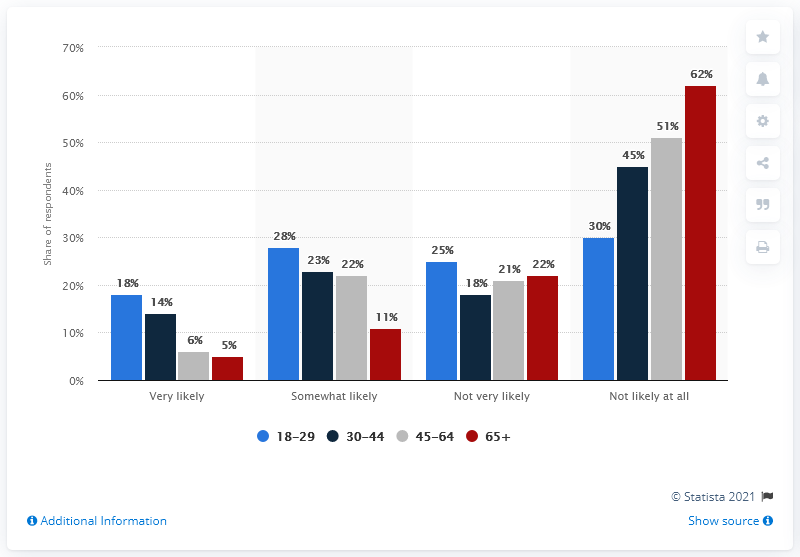 70%
60%
50%
40%
30%
20%
10%
0%
Share of respondents
18% 14% 6% 5%
28% 23% 22% 11%
25% 18% 21% 22%
30% 45% 51% 62%
Very likely Somewhat likely Not very likely Not likely at all
18–29 30–44 45–64 65+
© Statista 2021
Additional Information Show source